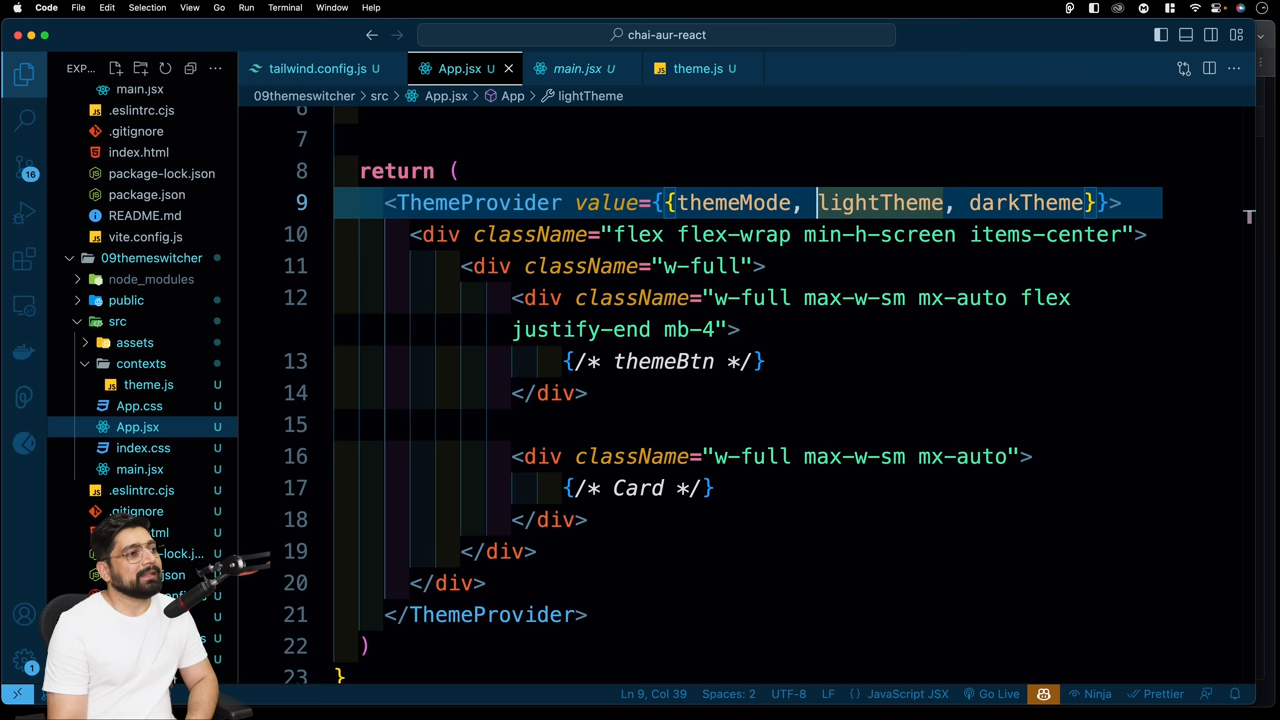 Code File Edit Selection View Go Run Terminal Window Help
chai-aur-react
EXP...
tailwind.config.js U
App.jsx U
main.jsx U
theme.js U
09themeswitcher > src > App.jsx > App > lightTheme
main.jsx
.eslintrc.cjs
.gitignore
index.html
package-lock.json
package.json
README.md
vite.config.js
09themeswitcher
node_modules
public
src
assets
contexts
theme.js U
App.css U
App.jsx U
index.css U
main.jsx U
.eslintrc.cjs U
.gitignore U
U
-lock.j... U
U
U
U
U
16
1
6
7
8 return (
9 <ThemeProvider value={{themeMode, lightTheme, darkTheme}}>
10 <div className="flex flex-wrap min-h-screen items-center">
11 <div className="w-full">
12 <div className="w-full max-w-sm mx-auto flex
justify-end mb-4">
13 {/* themeBtn */}
14 </div>
15
16 <div className="w-full max-w-sm mx-auto">
17 {/* Card */}
18 </div>
19 </div>
20 </div>
21 </ThemeProvider>
22 )
23 }
Ln 9, Col 39 Spaces: 2 UTF-8 LF {} JavaScript JSX Go Live Ninja Prettier